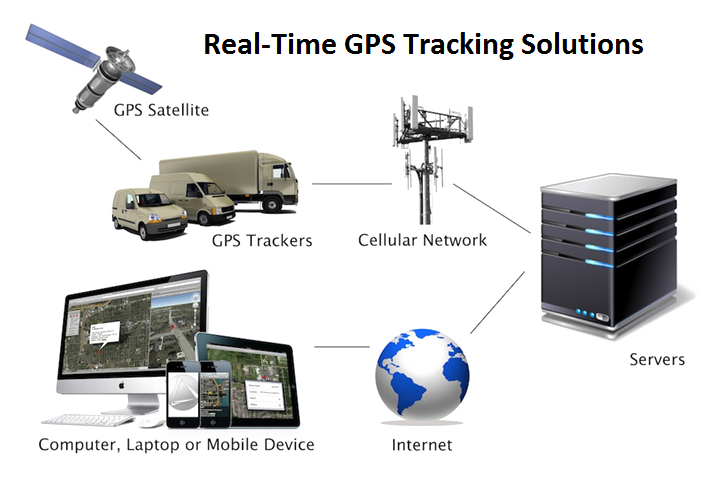 Real-Time GPS Tracking Solutions
GPS Satellite
GPS Trackers
Cellular Network
Servers
Computer, Laptop or Mobile Device
Internet